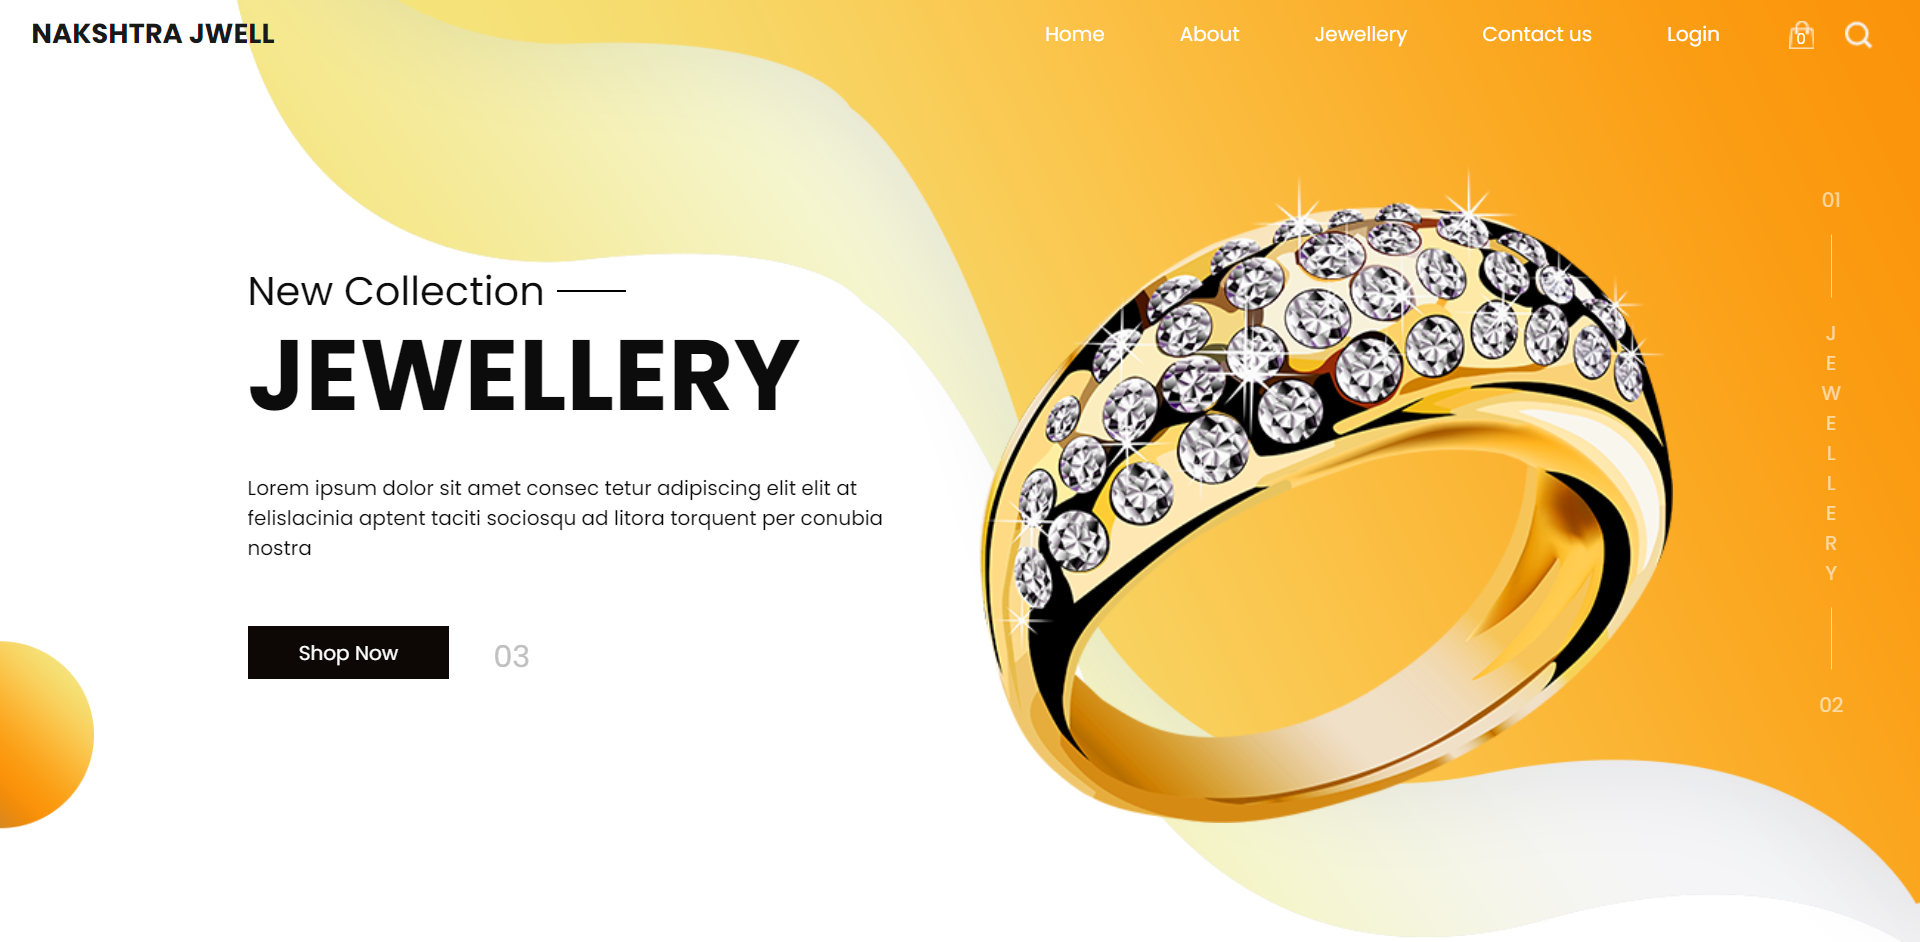 NAKSHTRA JWELL
Home About Jewellery Contact us Login 0
New Collection
JEWELLERY
Lorem ipsum dolor sit amet consec tetur adipiscing elit elit at
felislacinia aptent taciti sociosqu ad litora torquent per conubia
nostra
Shop Now
03
01
JEWELLERY
02